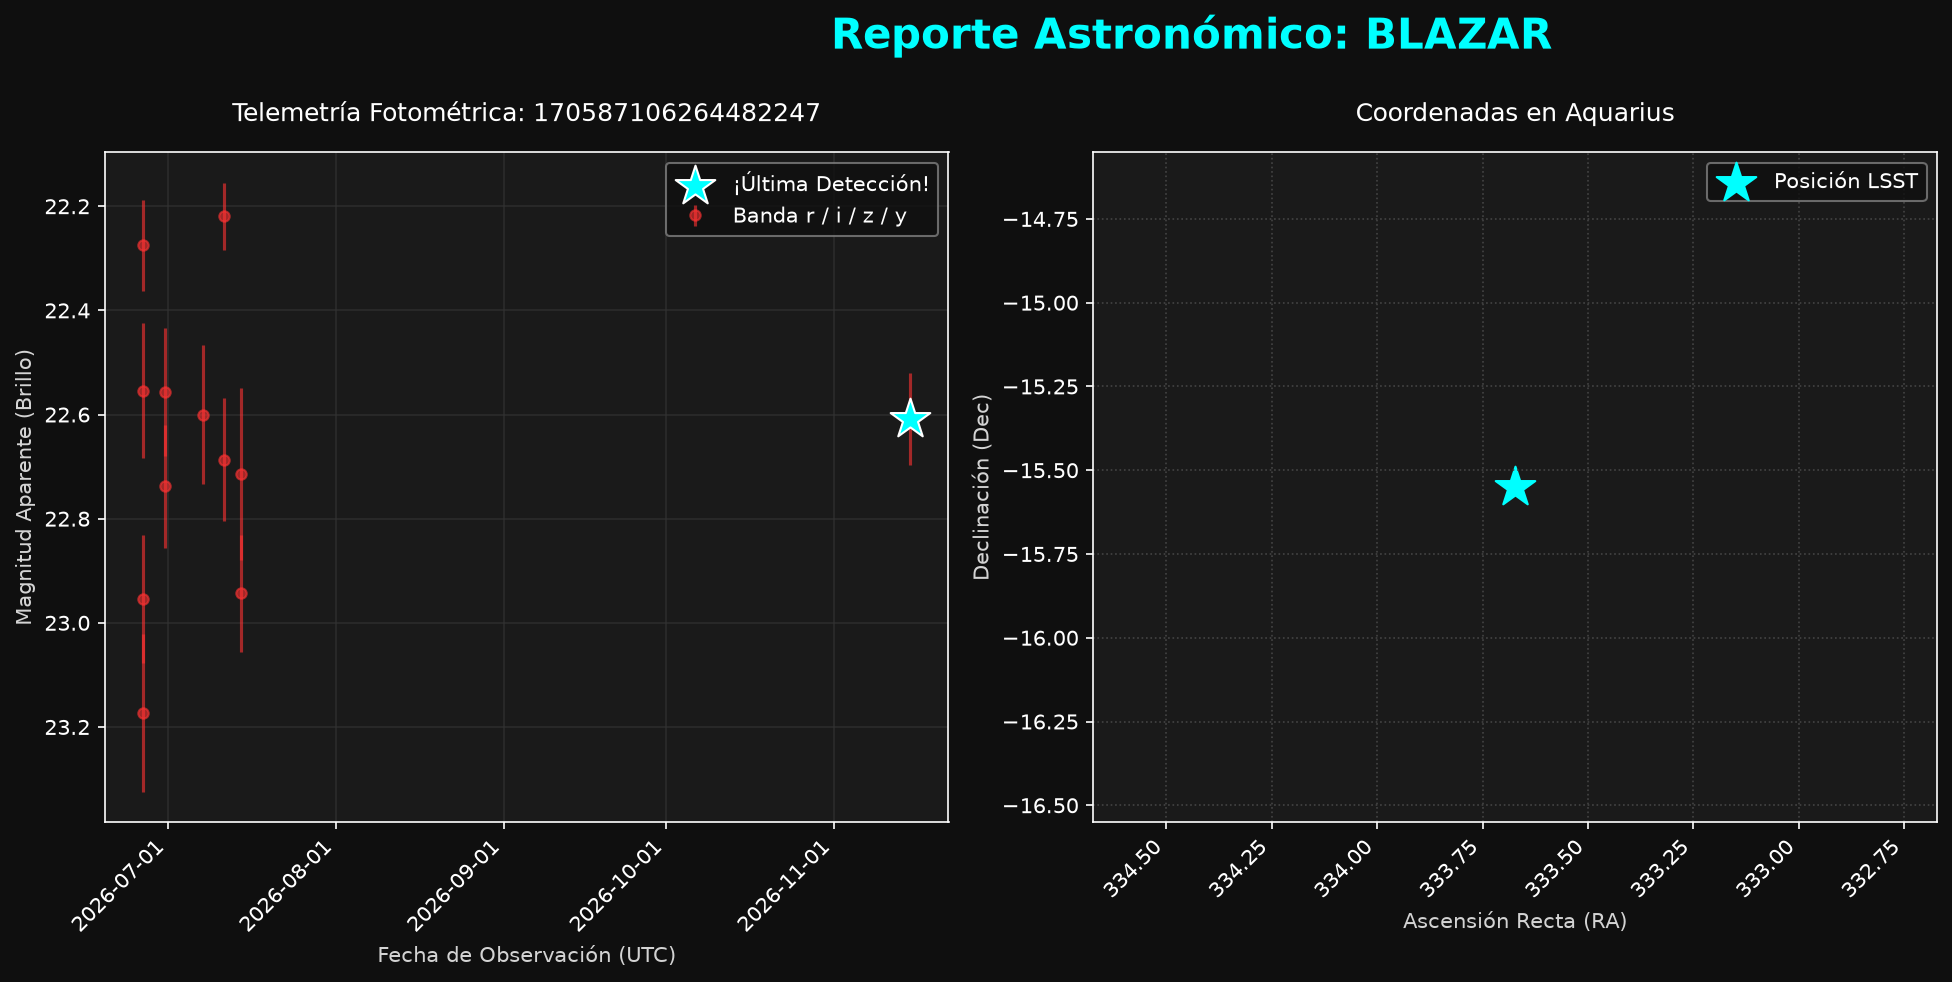 Reporte Astronómico: BLAZAR
Telemetría Fotométrica: 170587106264482247
¡Última Detección!
Banda r / i / z / y
Magnitud Aparente (Brillo)
22.2
22.4
22.6
22.8
23.0
23.2
2026-07-01
2026-08-01
2026-09-01
2026-10-01
2026-11-01
Fecha de Observación (UTC)
Coordenadas en Aquarius
Posición LSST
Declinación (Dec)
−14.75
−15.00
−15.25
−15.50
−15.75
−16.00
−16.25
−16.50
334.50
334.25
334.00
333.75
333.50
333.25
333.00
332.75
Ascensión Recta (RA)